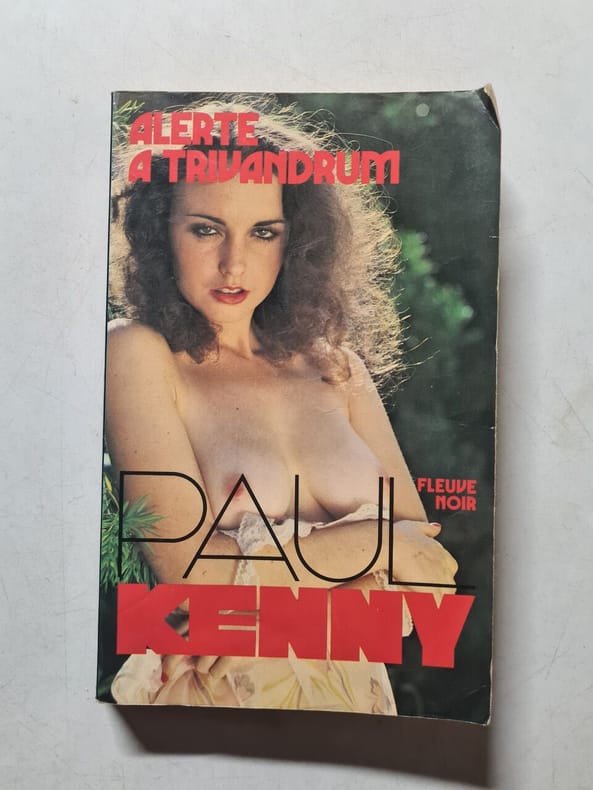 ALERTE
A TRIVANDRUM
PAUL
FLEUVE
NOIR
KENNY